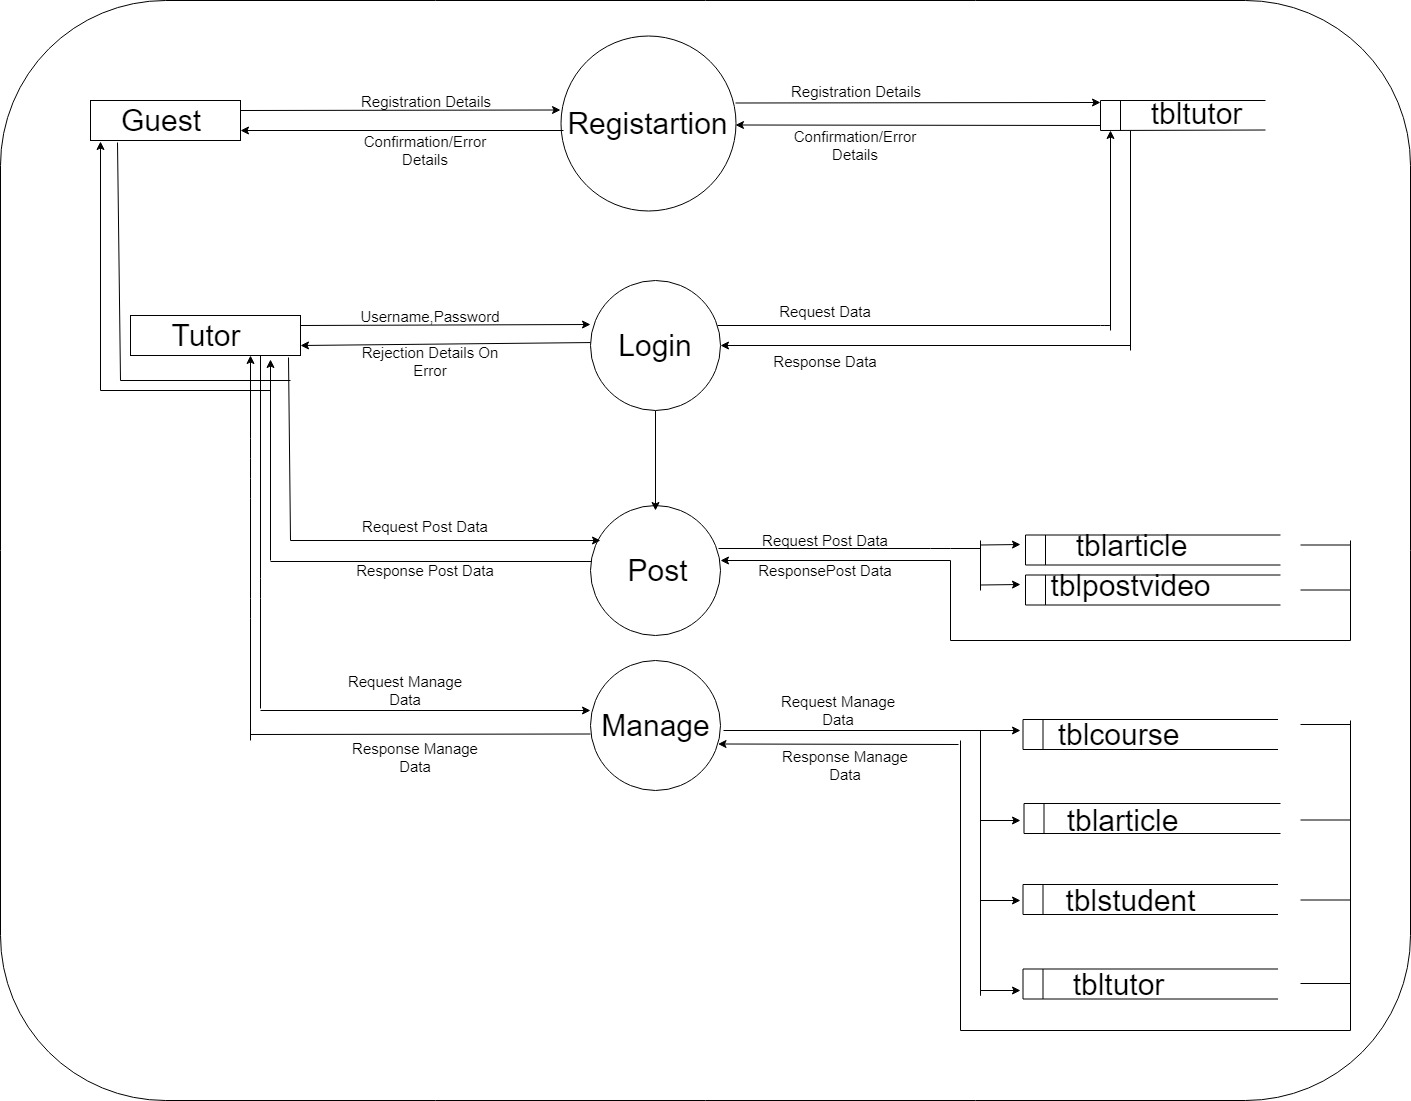 Registration Details
Registration Details
Guest
Registartion
tbltutor
Confirmation/Error
Details
Confirmation/Error
Details
Username,Password
Request Data
Tutor
Login
Rejection Details On
Error
Response Data
Request Post Data
Request Post Data
tblarticle
Response Post Data
Post
ResponsePost Data
tblpostvideo
Request Manage
Data
Request Manage
Data
Manage
tblcourse
Response Manage
Data
Response Manage
Data
tblarticle
tblstudent
tbltutor